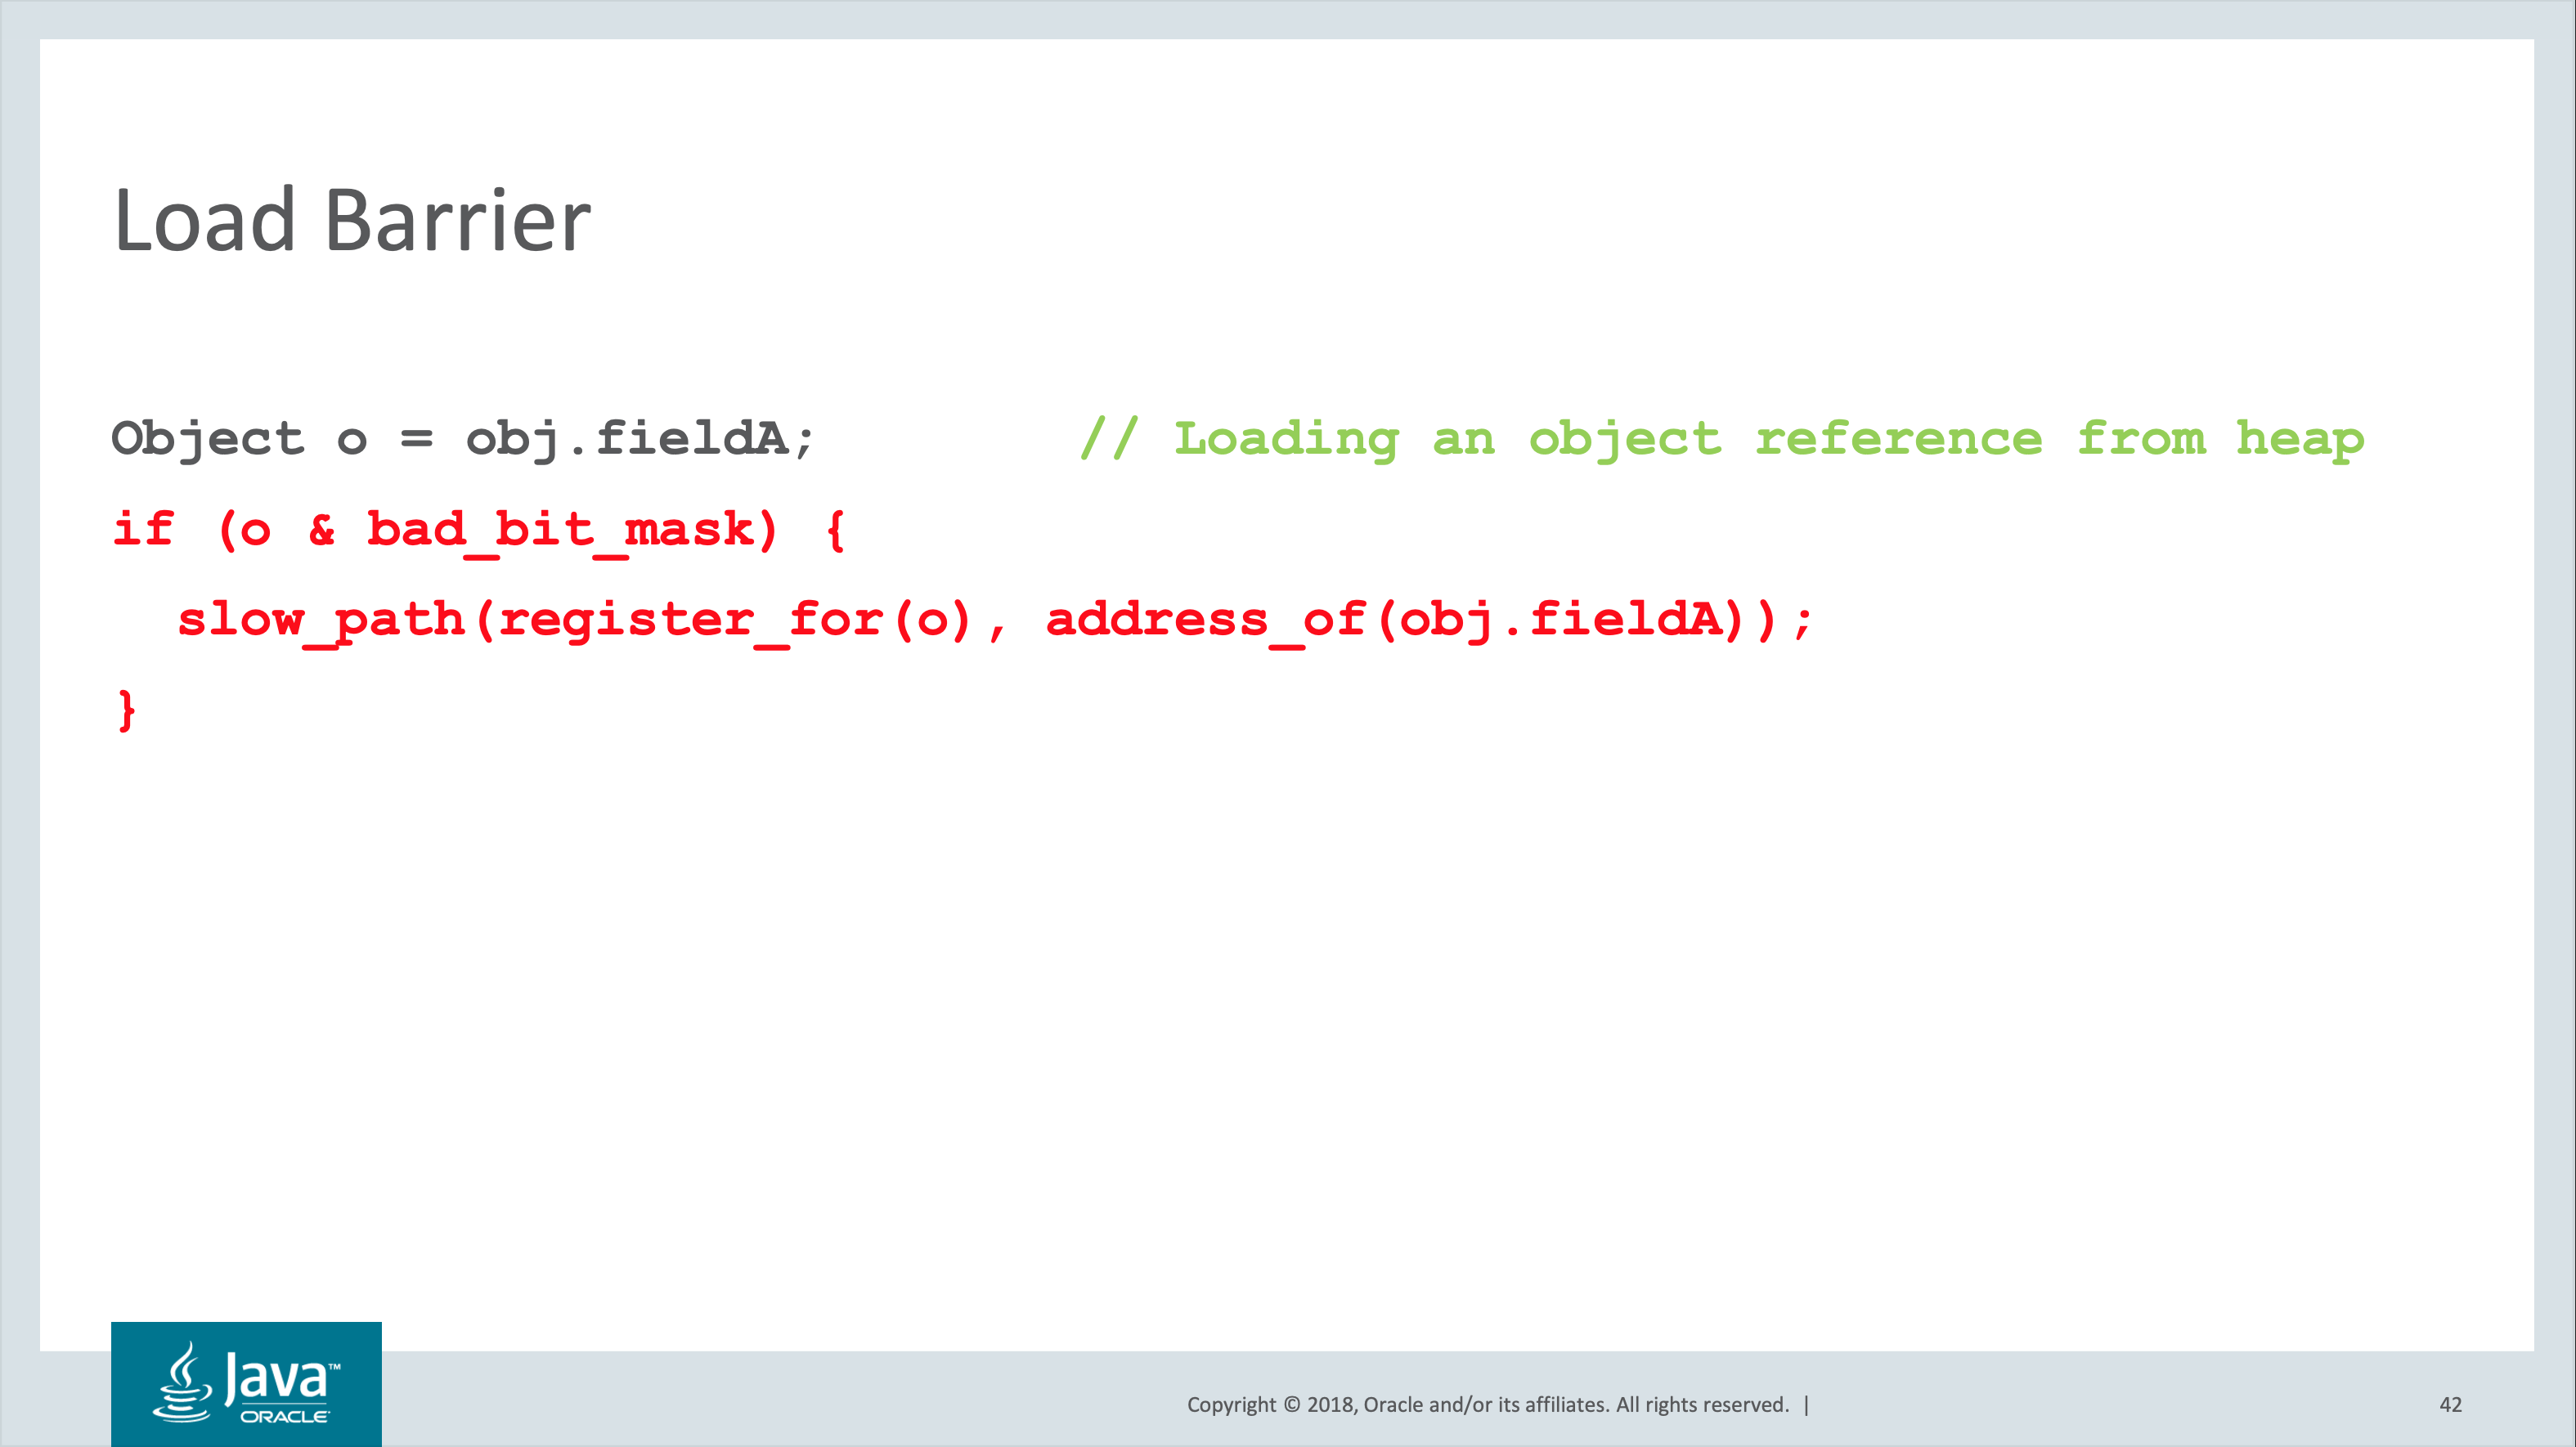 Load Barrier
Object o = obj.fieldA; // Loading an object reference from heap
if (o & bad_bit_mask) {
  slow_path(register_for(o), address_of(obj.fieldA));
}
Java™
ORACLE
Copyright © 2018, Oracle and/or its affiliates. All rights reserved. |
42